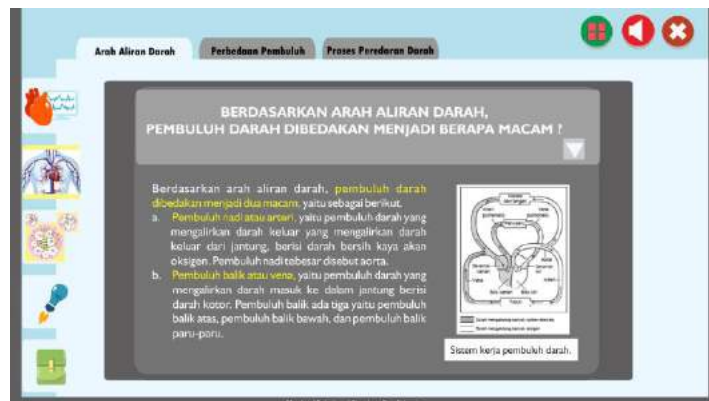 Arah Aliran Darah
Perbedaan Pembuluh
Proses Peredaran Darah
BERDASARKAN ARAH ALIRAN DARAH,
PEMBULUH DARAH DIBEDAKAN MENJADI BERAPA MACAM ?
Berdasarkan arah aliran darah, pembuluh darah
dibedakan menjadi dua macam, yaitu sebagai berikut.
a. Pembuluh nadi atau arteri, yaitu pembuluh darah yang
mengalirkan darah keluar yang mengalirkan darah
keluar dari jantung, berisi darah bersih kaya akan
oksigen. Pembuluh nadi tebesar disebut aorta.
b. Pembuluh balik atau vena, yaitu pembuluh darah yang
mengalirkan darah masuk ke dalam jantung berisi
darah kotor. Pembuluh balik ada tiga yaitu pembuluh
balik atas, pembuluh balik bawah, dan pembuluh balik
paru-paru.
Sistem kerja pembuluh darah.